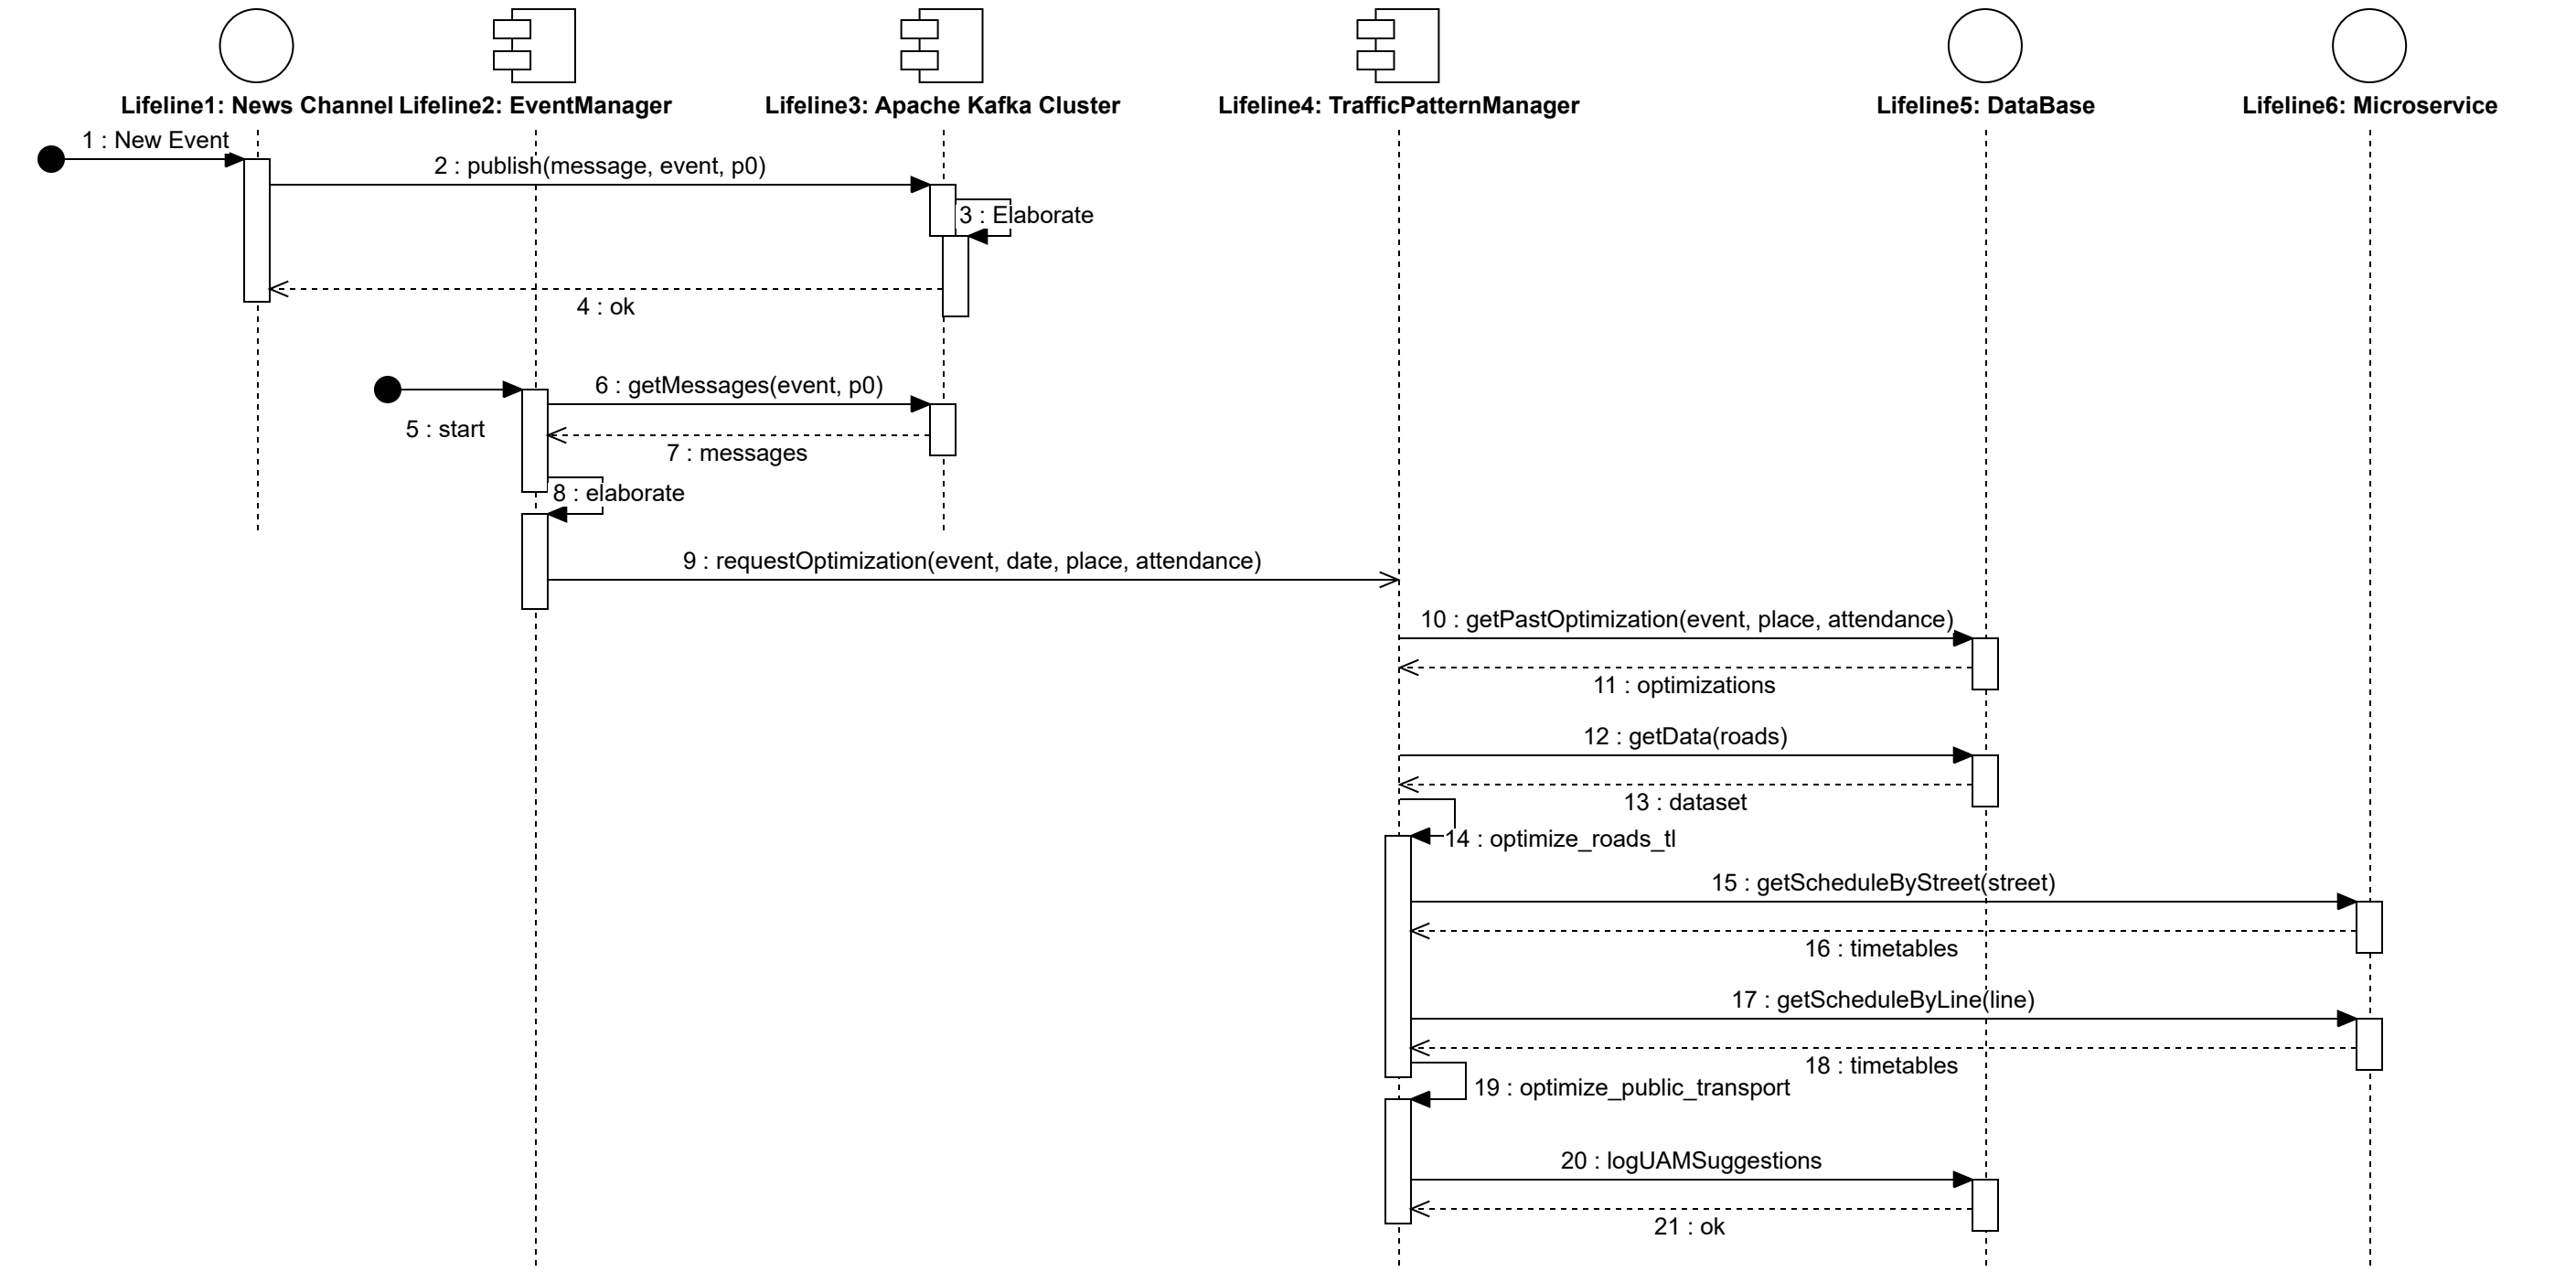 Lifeline1: News Channel
Lifeline2: EventManager
Lifeline3: Apache Kafka Cluster
Lifeline4: TrafficPatternManager
Lifeline5: DataBase
Lifeline6: Microservice
1 : New Event
2 : publish(message, event, p0)
3 : Elaborate
4 : ok
5 : start
6 : getMessages(event, p0)
7 : messages
8 : elaborate
9 : requestOptimization(event, date, place, attendance)
10 : getPastOptimization(event, place, attendance)
11 : optimizations
12 : getData(roads)
13 : dataset
14 : optimize_roads_tl
15 : getScheduleByStreet(street)
16 : timetables
17 : getScheduleByLine(line)
18 : timetables
19 : optimize_public_transport
20 : logUAMSuggestions
21 : ok